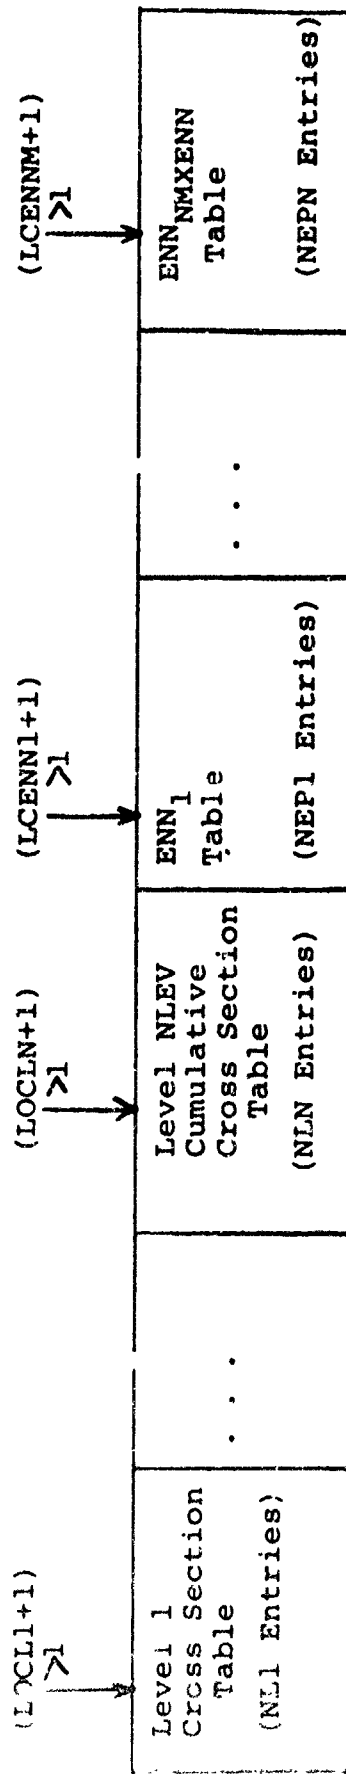 (LOCL1+1)
>1
Level 1
Cross Section
Table
(NL1 Entries)
. . .
(LOCLN+1)
>1
Level NLEV
Cumulative
Cross Section
Table
(NLN Entries)
(LCENN1+1)
>1
ENN1
Table
(NEP1 Entries)
. . .
(LCENNM+1)
>1
ENNNMXENN
Table
(NEPN Entries)